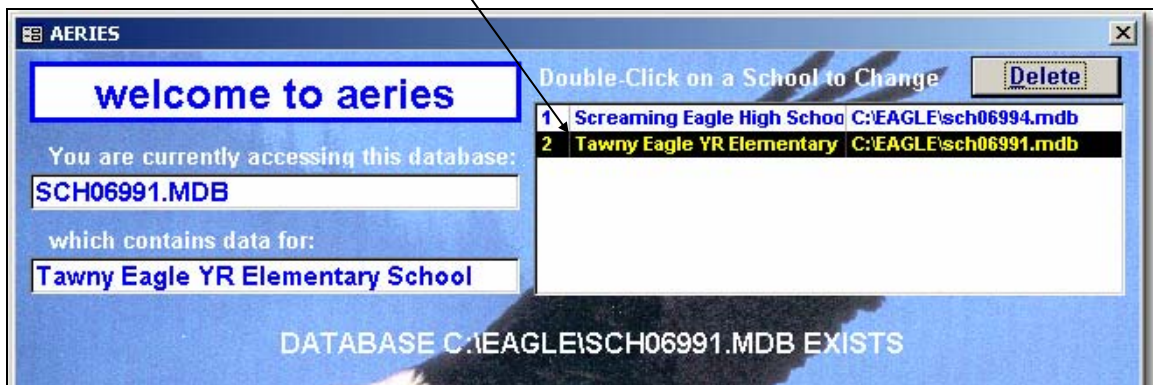 AERIES
welcome to aeries
You are currently accessing this database:
SCH06991.MDB
which contains data for:
Tawny Eagle YR Elementary School
Double-Click on a School to Change
Delete
1 Screaming Eagle High Schoo C:\EAGLE\sch06994.mdb
2 Tawny Eagle YR Elementary C:\EAGLE\sch06991.mdb
DATABASE C:\EAGLE\SCH06991.MDB EXISTS